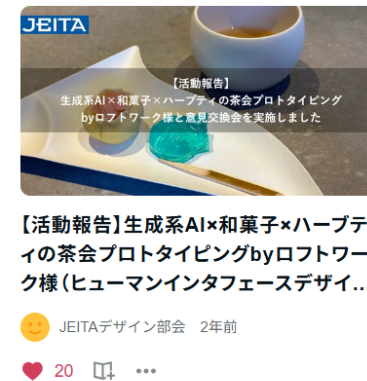 JEITA
【活動報告】
生成系AI×和菓子×ハーブティの茶会プロトタイピング
byロフトワーク様と意見交換会を実施しました
【活動報告】生成系AI×和菓子×ハーブテ
ィの茶会プロトタイピングbyロフトワー
ク様（ヒューマンインタフェースデザイ…
JEITAデザイン部会 2年前
20